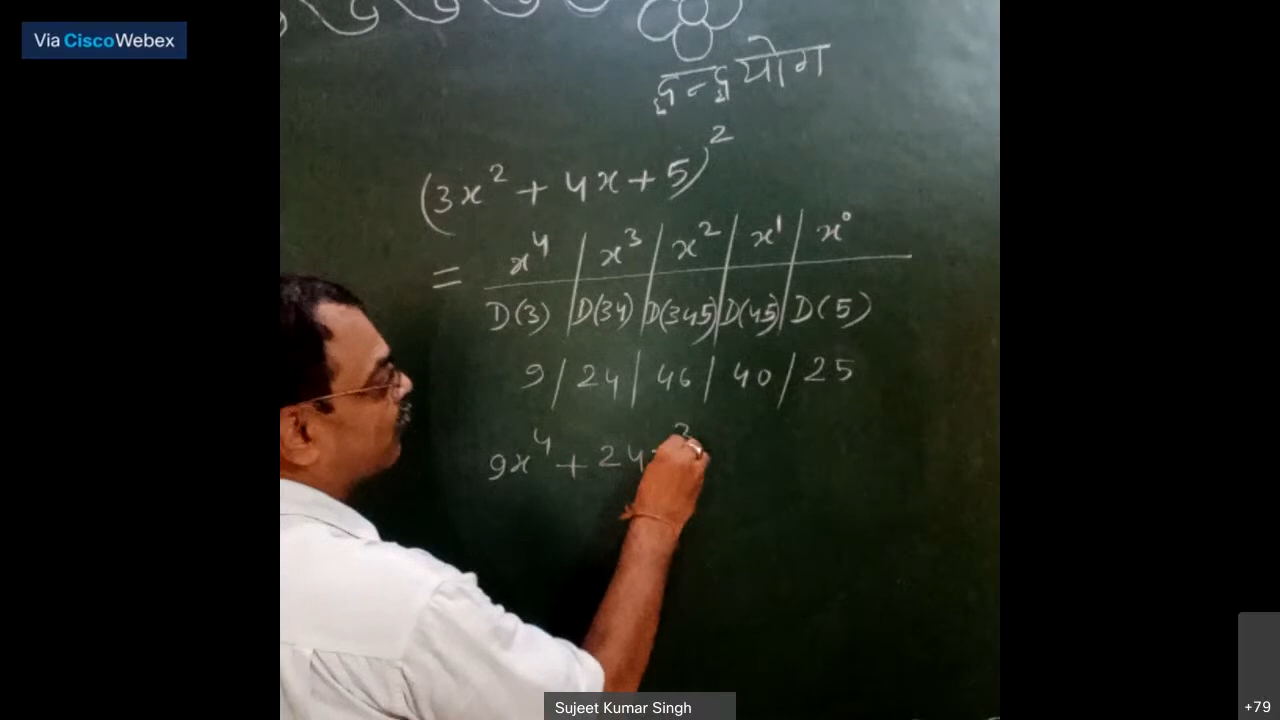 Via CiscoWebex
द्वन्द्व योग
(3x² + 4x + 5)²
= x⁴ | x³ | x² | x¹ | x⁰
D(3) | D(34) | D(345) | D(45) | D(5)
9 / 24 / 46 / 40 / 25
9x⁴ + 24 ³
Sujeet Kumar Singh
+79